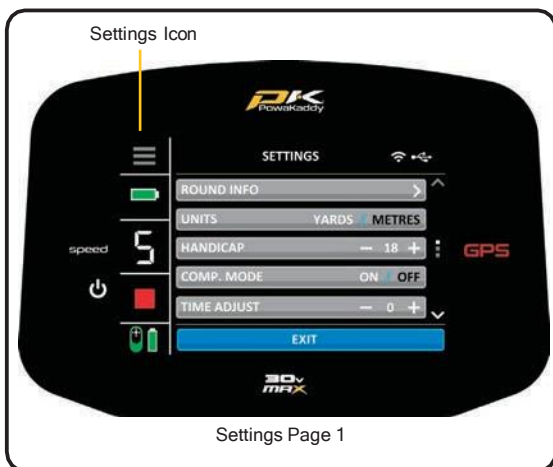 Settings Icon
PK
PowaKaddy
SETTINGS
ROUND INFO
UNITS YARDS / METRES
HANDICAP − 18 +
speed 5 GPS
COMP. MODE ON / OFF
TIME ADJUST − 0 +
EXIT
30V
MAX
Settings Page 1